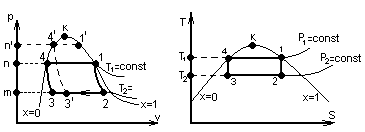 p
K
n'
4'
1'
n
4
1
T₁=const
m
3
3'
2
T₂=
x=0
x=1
v
T
K
P₁=const
T₁
4
1
P₂=const
T₂
3
2
x=0
x=1
S